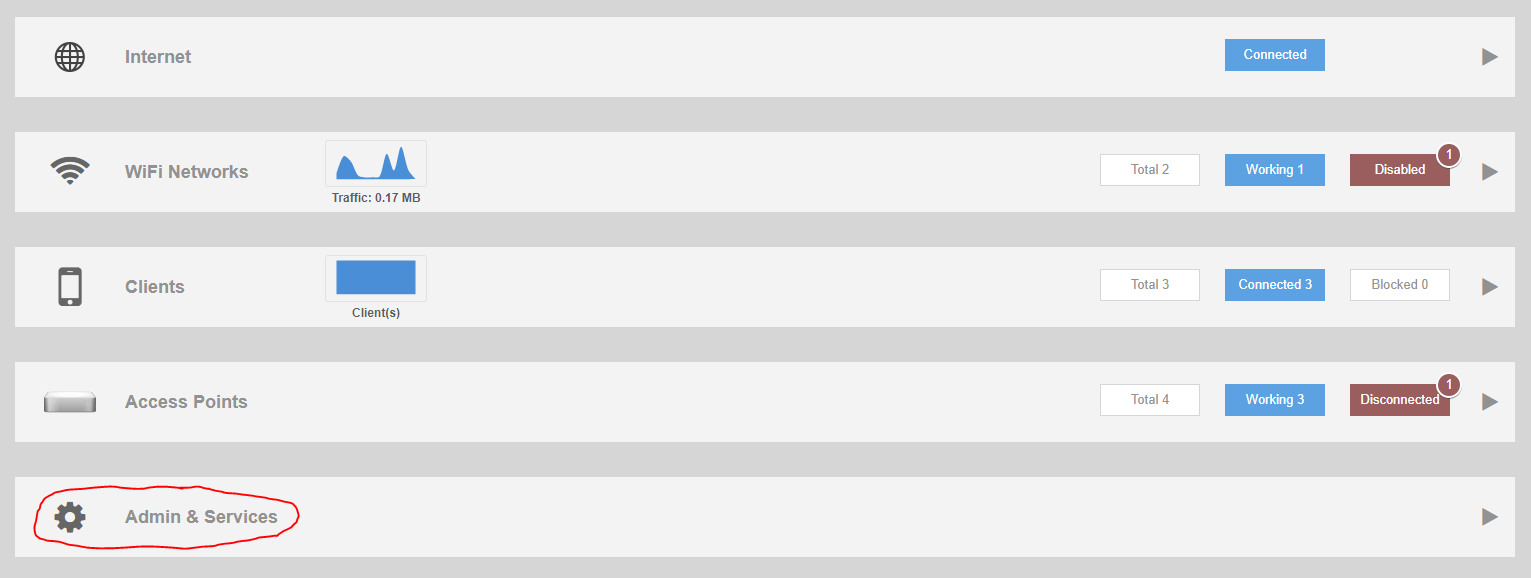 Internet
Connected
WiFi Networks
Traffic: 0.17 MB
Total 2
Working 1
Disabled
1
Clients
Client(s)
Total 3
Connected 3
Blocked 0
Access Points
Total 4
Working 3
Disconnected
1
Admin & Services